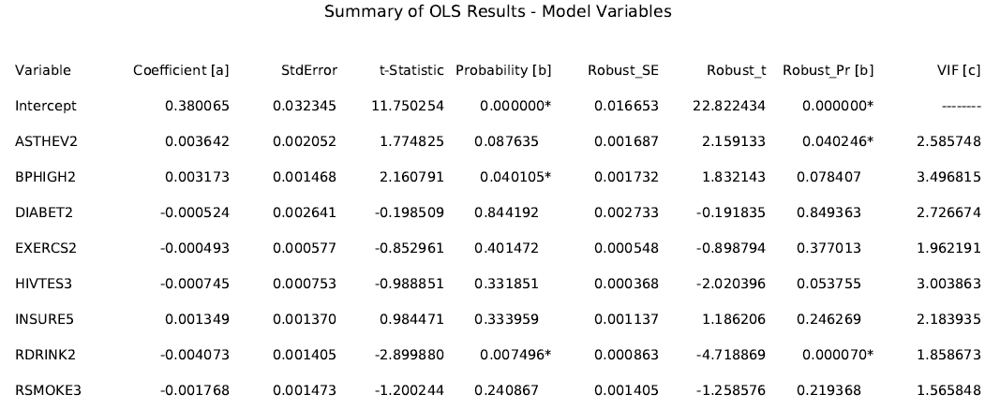 Summary of OLS Results - Model Variables
Variable Coefficient [a] StdError t-Statistic Probability [b] Robust_SE Robust_t Robust_Pr [b] VIF [c]
Intercept 0.380065 0.032345 11.750254 0.000000* 0.016653 22.822434 0.000000* --------
ASTHEV2 0.003642 0.002052 1.774825 0.087635 0.001687 2.159133 0.040246* 2.585748
BPHIGH2 0.003173 0.001468 2.160791 0.040105* 0.001732 1.832143 0.078407 3.496815
DIABET2 -0.000524 0.002641 -0.198509 0.844192 0.002733 -0.191835 0.849363 2.726674
EXERCS2 -0.000493 0.000577 -0.852961 0.401472 0.000548 -0.898794 0.377013 1.962191
HIVTES3 -0.000745 0.000753 -0.988851 0.331851 0.000368 -2.020396 0.053755 3.003863
INSURE5 0.001349 0.001370 0.984471 0.333959 0.001137 1.186206 0.246269 2.183935
RDRINK2 -0.004073 0.001405 -2.899880 0.007496* 0.000863 -4.718869 0.000070* 1.858673
RSMOKE3 -0.001768 0.001473 -1.200244 0.240867 0.001405 -1.258576 0.219368 1.565848